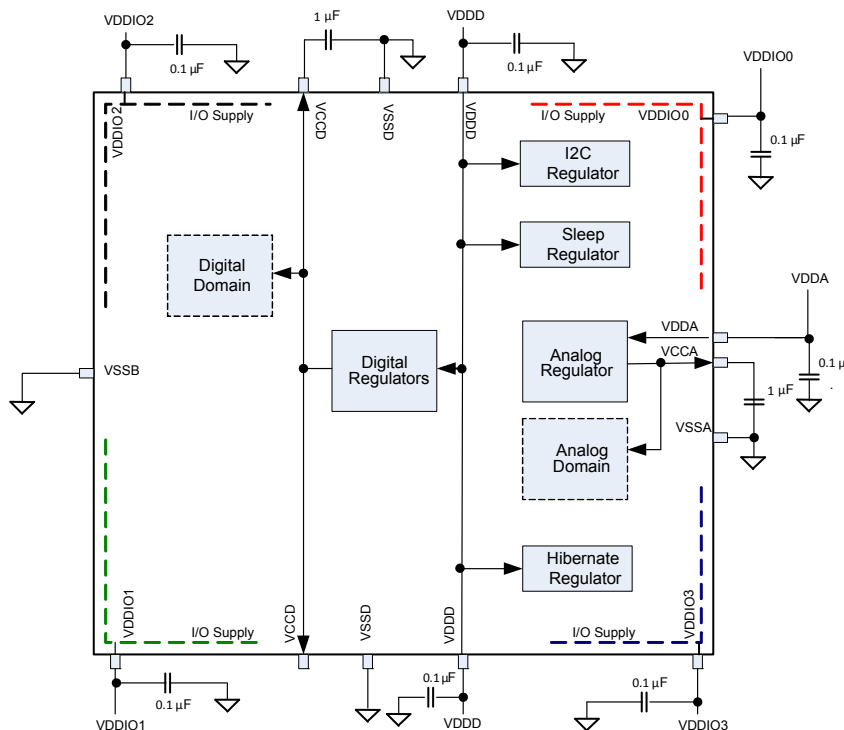 VDDIO2
0.1 µF
1 µF
VDDD
0.1 µF
VDDIO0
0.1 µF
VDDIO2
I/O Supply
VCCD
VSSD
VDDD
I/O Supply
VDDIO0
I2C
Regulator
Sleep
Regulator
Digital
Domain
VDDA
VDDA
VSSB
Digital
Regulators
Analog
Regulator
VCCA
0.1 µF
.
1 µF
VSSA
Analog
Domain
Hibernate
Regulator
VDDIO1
I/O Supply
VCCD
VSSD
VDDD
I/O Supply
VDDIO3
0.1 µF
VDDIO1
0.1 µF
VDDD
0.1 µF
VDDIO3